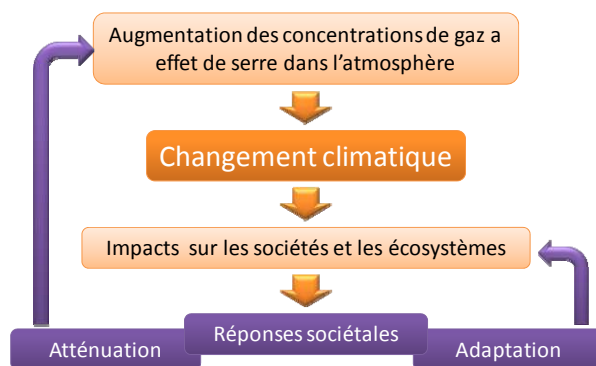 Augmentation des concentrations de gaz a
effet de serre dans l’atmosphère
Changement climatique
Impacts sur les sociétés et les écosystèmes
Réponses sociétales
Atténuation
Adaptation